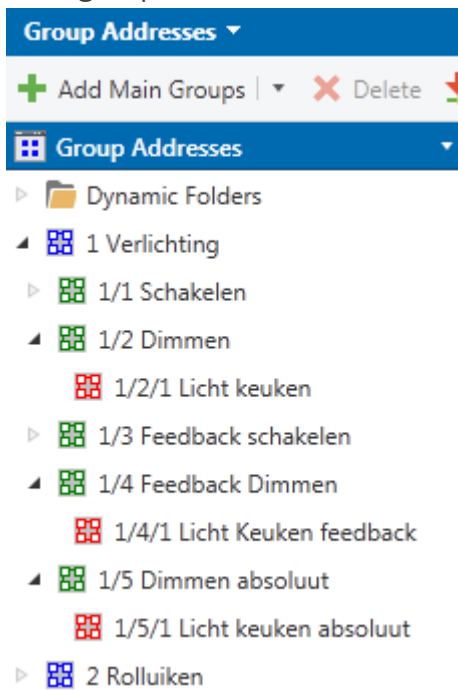 Group Addresses
Add Main Groups Delete
Group Addresses
Dynamic Folders
1 Verlichting
1/1 Schakelen
1/2 Dimmen
1/2/1 Licht keuken
1/3 Feedback schakelen
1/4 Feedback Dimmen
1/4/1 Licht Keuken feedback
1/5 Dimmen absoluut
1/5/1 Licht keuken absoluut
2 Rolluiken